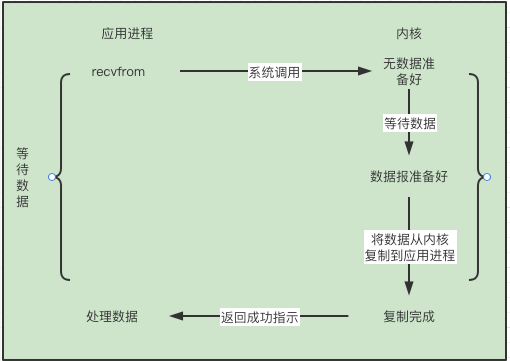 应用进程
内核
recvfrom
系统调用
无数据准
备好
等待数据
等
待
数
据
数据报准备好
将数据从内核
复制到应用进程
处理数据
返回成功指示
复制完成